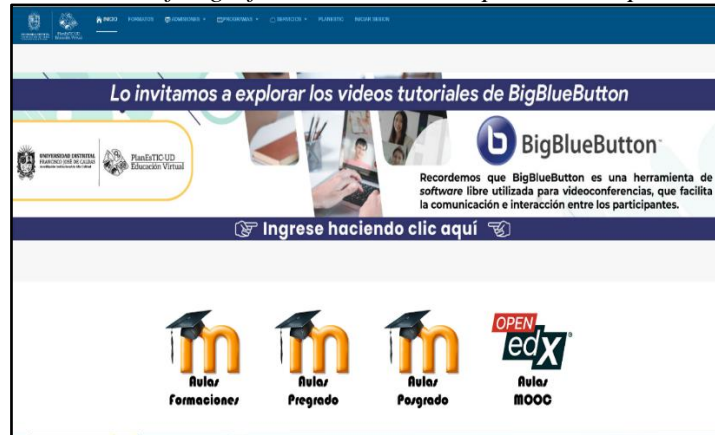 INICIO FORMATOS ADMISIONES PROGRAMAS SERVICIOS PLANESTIC INICIAR SESIÓN
Lo invitamos a explorar los videos tutoriales de BigBlueButton
UNIVERSIDAD DISTRITAL
FRANCISCO JOSÉ DE CALDAS
PlanEsTIC-UD
Educación Virtual
b BigBlueButton
Recordemos que BigBlueButton es una herramienta de
software libre utilizada para videoconferencias, que facilita
la comunicación e interacción entre los participantes.
Ingrese haciendo clic aquí
m
Aulas
Formaciones
m
Aulas
Pregrado
m
Aulas
Posgrado
OPEN
edX
Aulas
MOOC